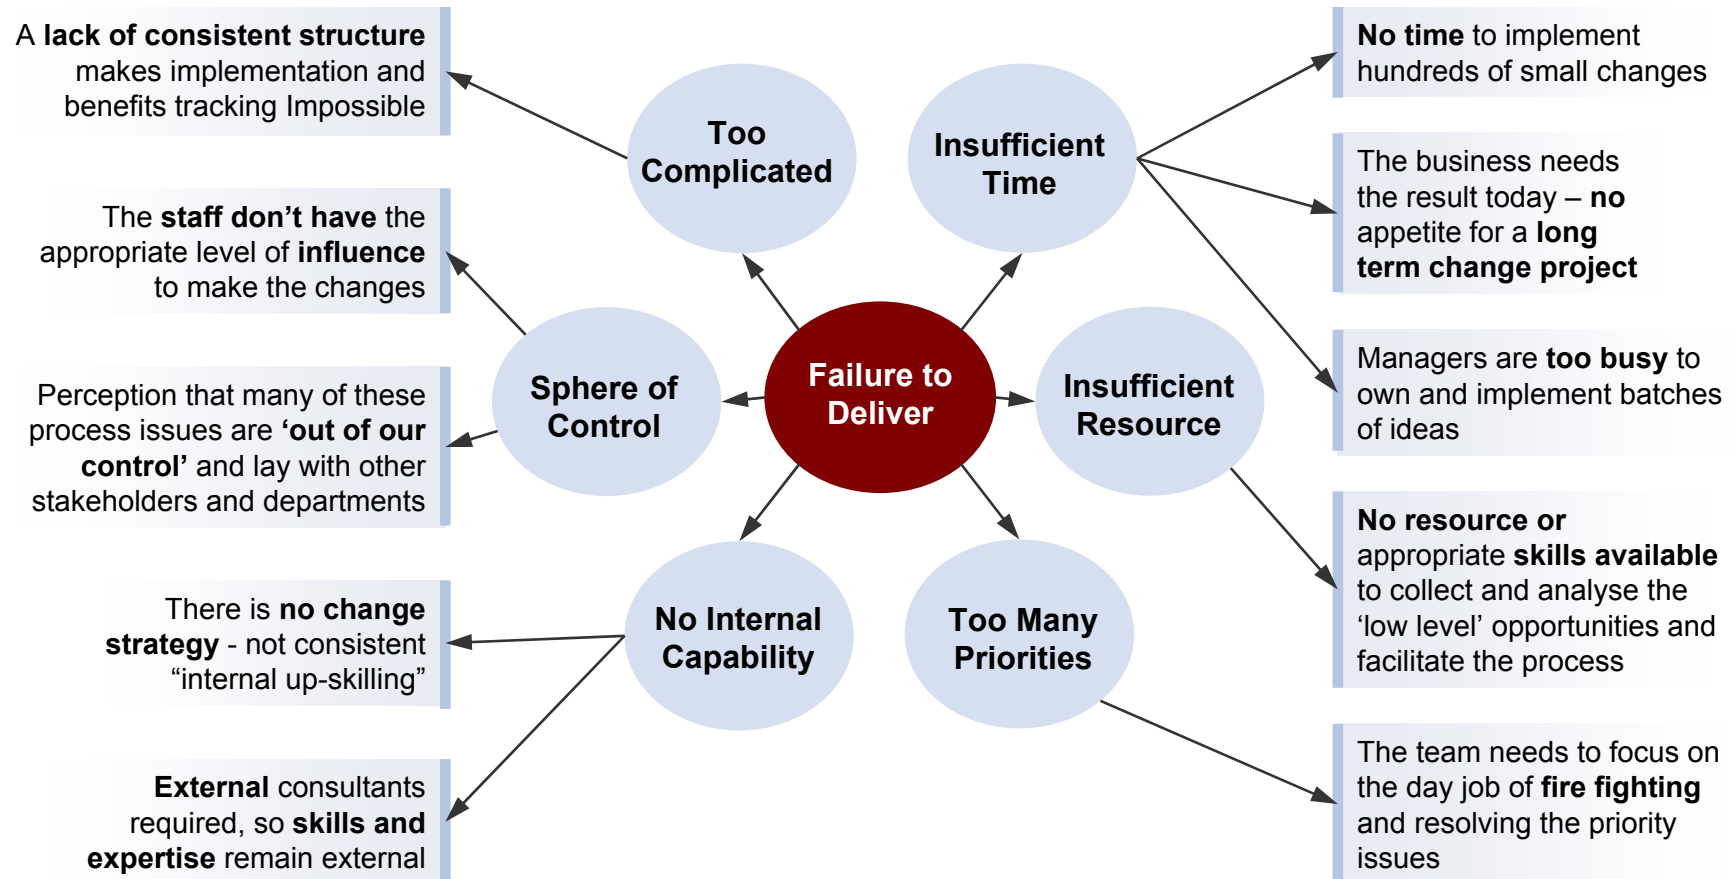 A lack of consistent structure
makes implementation and
benefits tracking Impossible
The staff don’t have the
appropriate level of influence
to make the changes
Perception that many of these
process issues are ‘out of our
control’ and lay with other
stakeholders and departments
There is no change
strategy - not consistent
“internal up-skilling”
External consultants
required, so skills and
expertise remain external
Too
Complicated
Insufficient
Time
Sphere of
Control
Failure to
Deliver
Insufficient
Resource
No Internal
Capability
Too Many
Priorities
No time to implement
hundreds of small changes
The business needs
the result today – no
appetite for a long
term change project
Managers are too busy to
own and implement batches
of ideas
No resource or
appropriate skills available
to collect and analyse the
‘low level’ opportunities and
facilitate the process
The team needs to focus on
the day job of fire fighting
and resolving the priority
issues